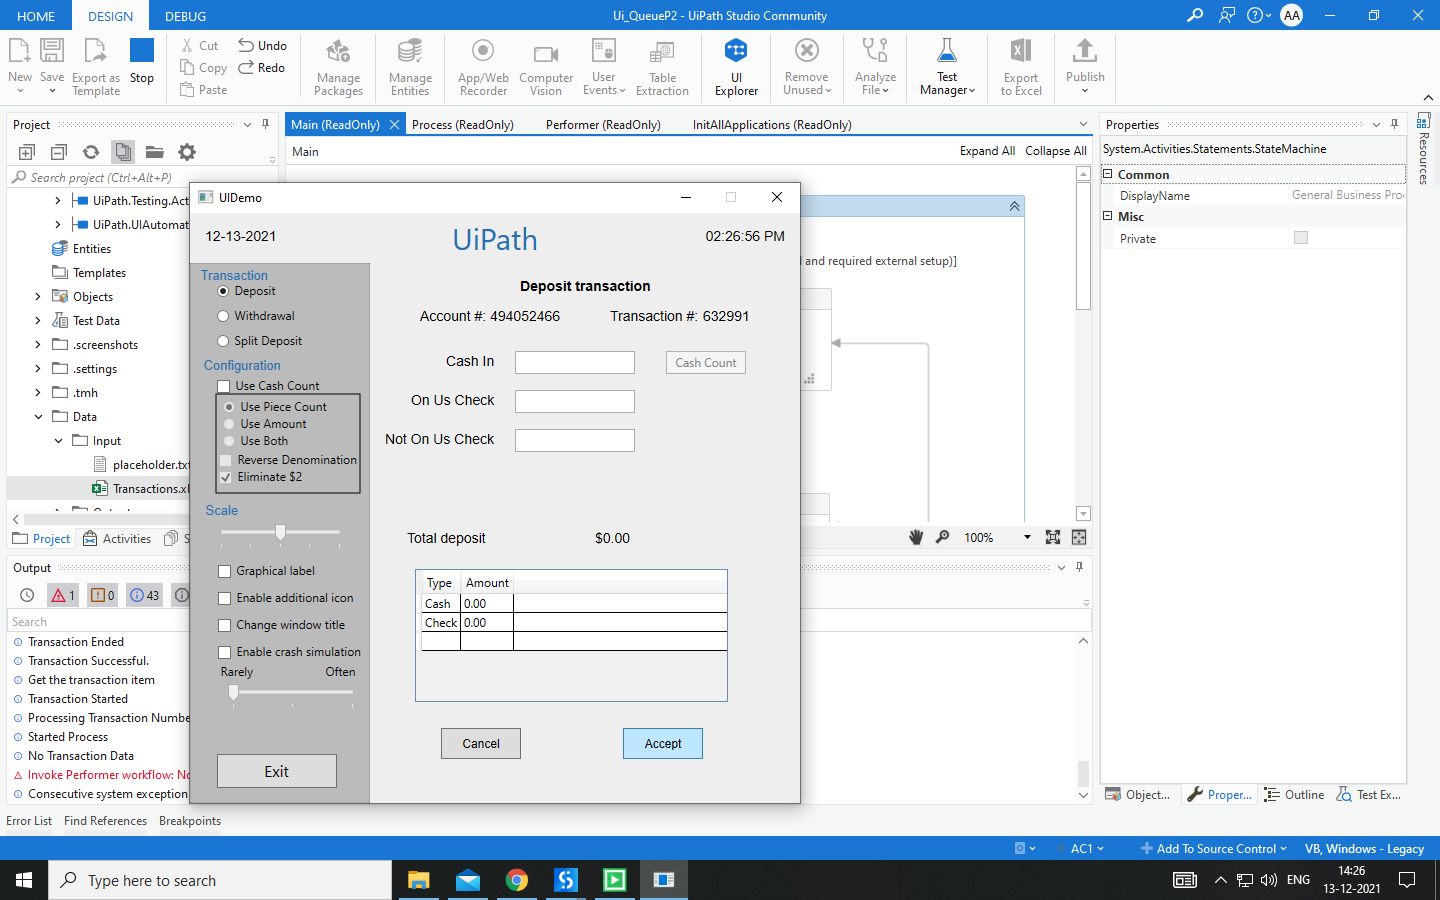 HOME DESIGN DEBUG
Ui_QueueP2 - UiPath Studio Community
AA
New
Save
Export as
Template
Stop
Cut
Copy
Paste
Undo
Redo
Manage
Packages
Manage
Entities
App/Web
Recorder
Computer
Vision
User
Events
Table
Extraction
UI
Explorer
Remove
Unused
Analyze
File
Test
Manager
Export
to Excel
Publish
Project
Search project (Ctrl+Alt+P)
UiPath.Testing.Act
UiPath.UIAutomat
Entities
Templates
Objects
Test Data
.screenshots
.settings
.tmh
Data
Input
placeholder.txt
Transactions.xl
Project
Activities
S
Main (ReadOnly)
Process (ReadOnly)
Performer (ReadOnly)
InitAllApplications (ReadOnly)
Main
Expand All Collapse All
and required external setup)]
100%
UIDemo
12-13-2021
UiPath
02:26:56 PM
Transaction
Deposit
Withdrawal
Split Deposit
Configuration
Use Cash Count
Use Piece Count
Use Amount
Use Both
Reverse Denomination
Eliminate $2
Scale
Graphical label
Enable additional icon
Change window title
Enable crash simulation
Rarely Often
Exit
Deposit transaction
Account #: 494052466 Transaction #: 632991
Cash In
Cash Count
On Us Check
Not On Us Check
Total deposit $0.00
Type Amount
Cash 0.00
Check 0.00
Cancel
Accept
Output
1
0
43
Search
Transaction Ended
Transaction Successful.
Get the transaction item
Transaction Started
Processing Transaction Numbe
Started Process
No Transaction Data
Invoke Performer workflow: No
Consecutive system exception
Error List Find References Breakpoints
Properties
System.Activities.Statements.StateMachine
Common
DisplayName General Business Pro
Misc
Private
Object...
Proper...
Outline
Test Ex...
Resources
AC1
Add To Source Control
VB, Windows - Legacy
Type here to search
ENG
14:26
13-12-2021